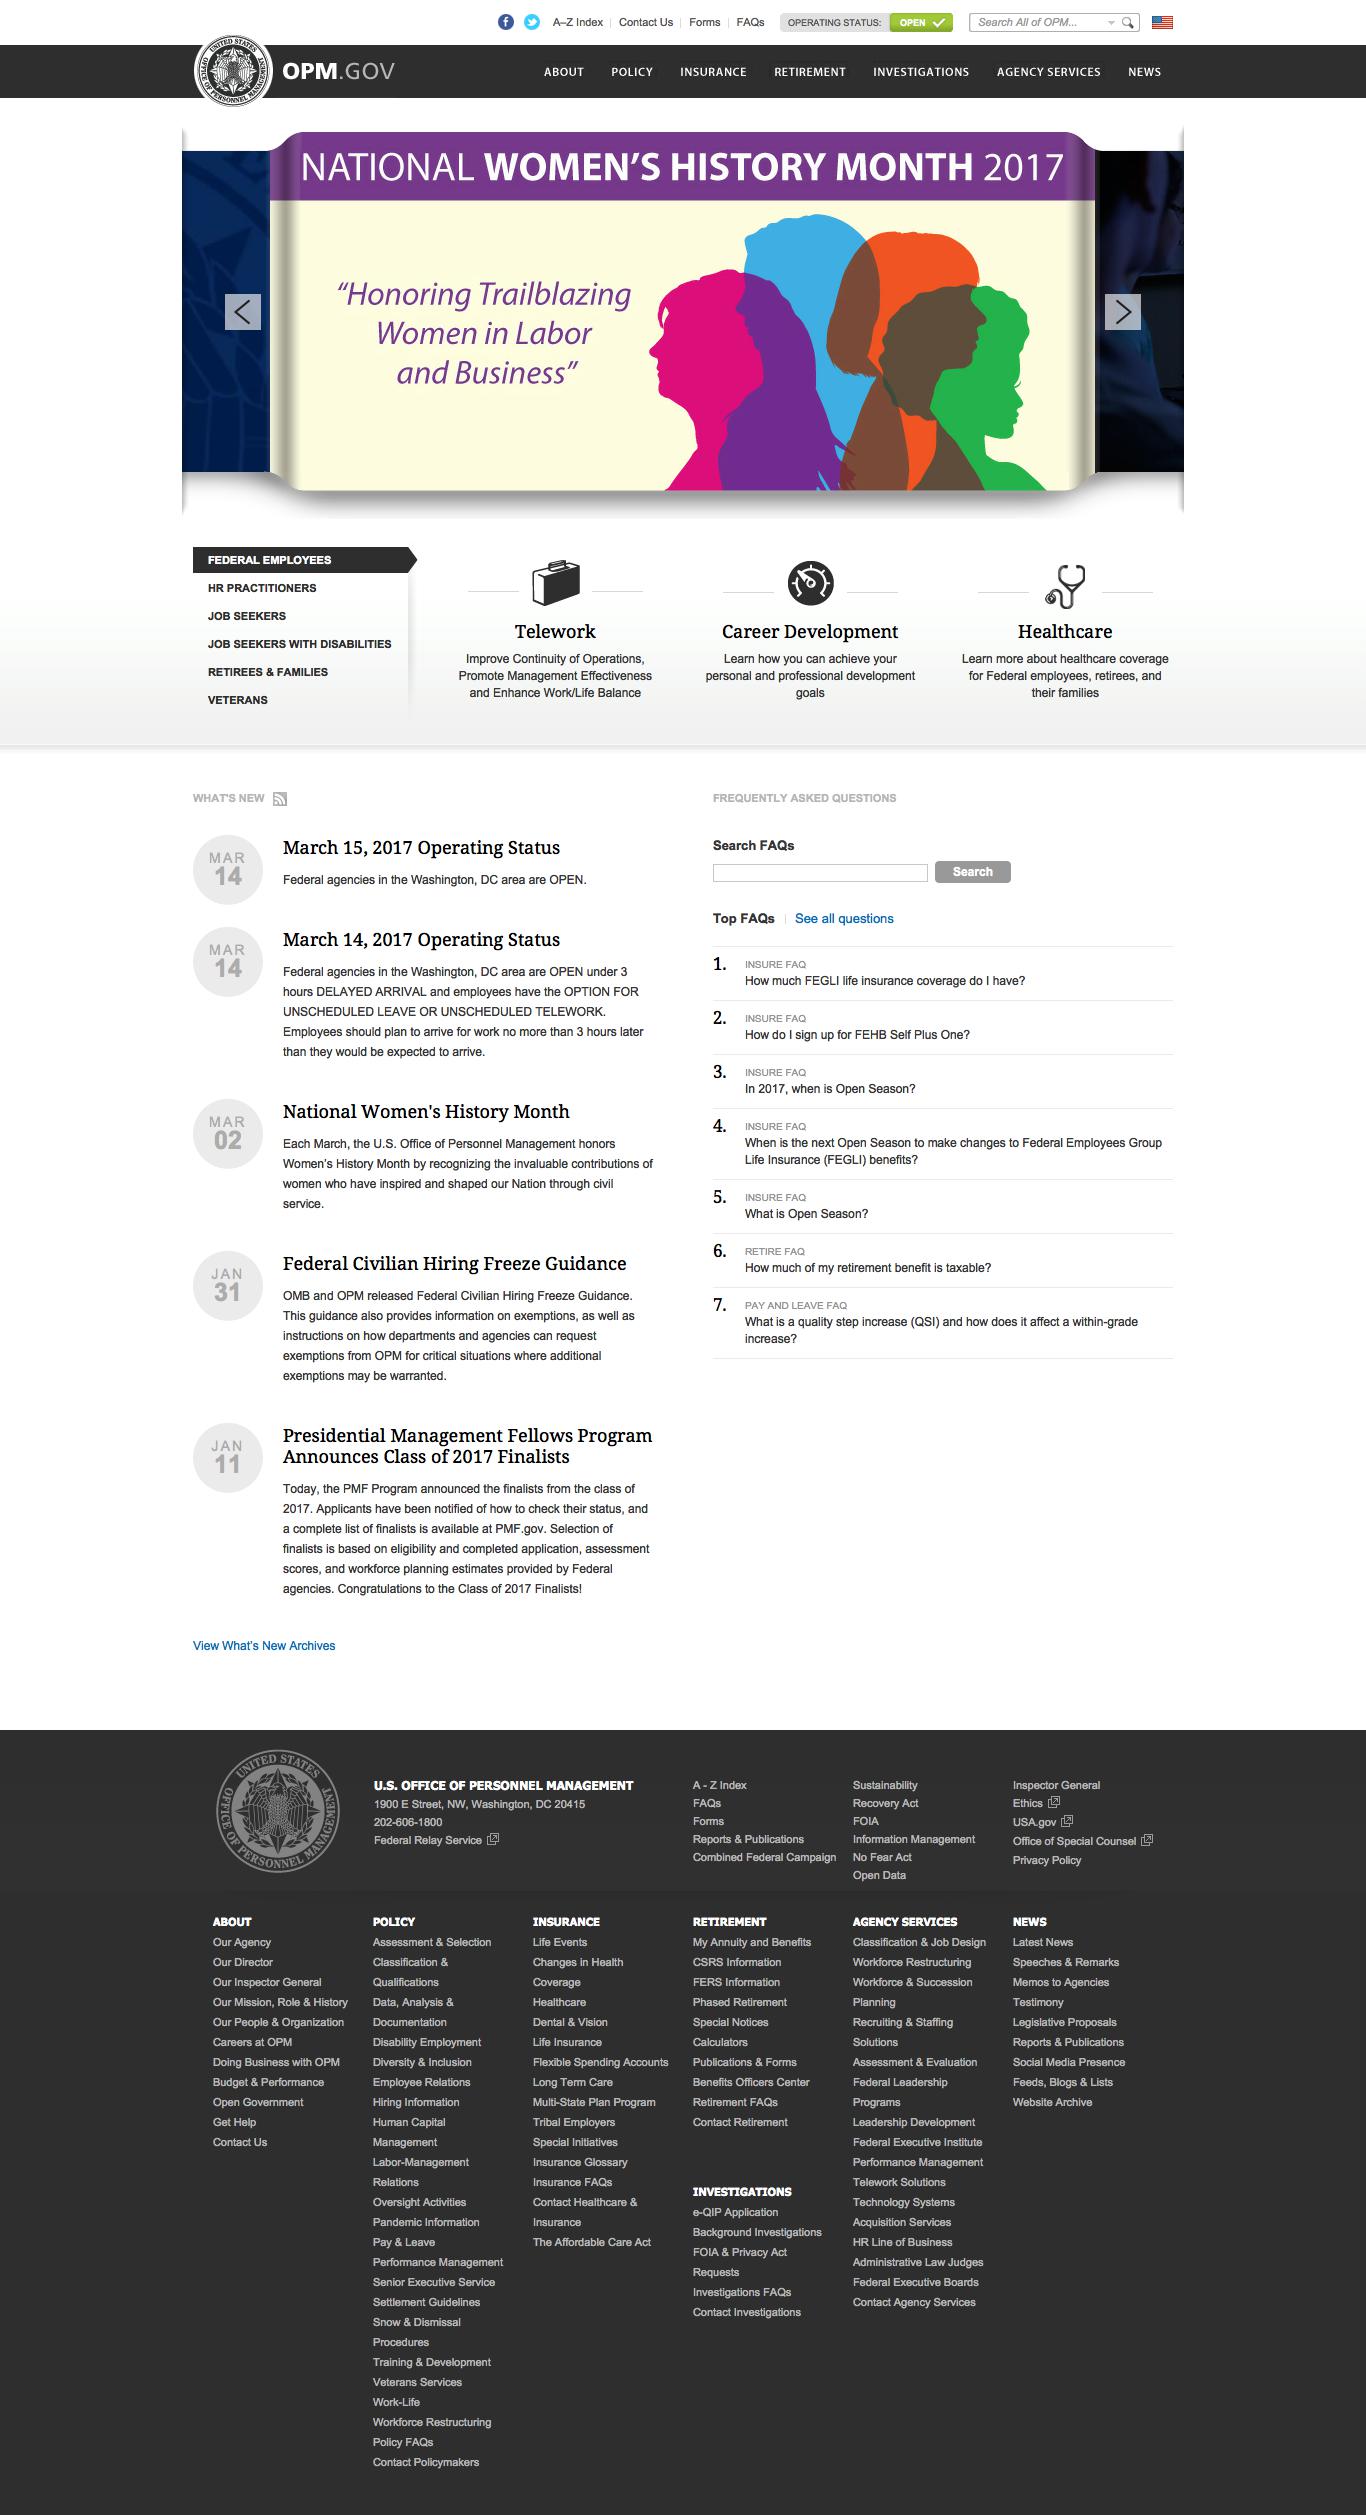 A–Z Index
Contact Us
Forms
FAQs
OPERATING STATUS:
OPEN
Search All of OPM...
OPM.GOV
ABOUT
POLICY
INSURANCE
RETIREMENT
INVESTIGATIONS
AGENCY SERVICES
NEWS
NATIONAL WOMEN'S HISTORY MONTH 2017
“Honoring Trailblazing
Women in Labor
and Business”
FEDERAL EMPLOYEES
HR PRACTITIONERS
JOB SEEKERS
JOB SEEKERS WITH DISABILITIES
RETIREES & FAMILIES
VETERANS
Telework
Improve Continuity of Operations,
Promote Management Effectiveness
and Enhance Work/Life Balance
Career Development
Learn how you can achieve your
personal and professional development
goals
Healthcare
Learn more about healthcare coverage
for Federal employees, retirees, and
their families
WHAT'S NEW
MAR
14
March 15, 2017 Operating Status
Federal agencies in the Washington, DC area are OPEN.
MAR
14
March 14, 2017 Operating Status
Federal agencies in the Washington, DC area are OPEN under 3
hours DELAYED ARRIVAL and employees have the OPTION FOR
UNSCHEDULED LEAVE OR UNSCHEDULED TELEWORK.
Employees should plan to arrive for work no more than 3 hours later
than they would be expected to arrive.
MAR
02
National Women's History Month
Each March, the U.S. Office of Personnel Management honors
Women's History Month by recognizing the invaluable contributions of
women who have inspired and shaped our Nation through civil
service.
JAN
31
Federal Civilian Hiring Freeze Guidance
OMB and OPM released Federal Civilian Hiring Freeze Guidance.
This guidance also provides information on exemptions, as well as
instructions on how departments and agencies can request
exemptions from OPM for critical situations where additional
exemptions may be warranted.
JAN
11
Presidential Management Fellows Program
Announces Class of 2017 Finalists
Today, the PMF Program announced the finalists from the class of
2017. Applicants have been notified of how to check their status, and
a complete list of finalists is available at PMF.gov. Selection of
finalists is based on eligibility and completed application, assessment
scores, and workforce planning estimates provided by Federal
agencies. Congratulations to the Class of 2017 Finalists!
View What's New Archives
FREQUENTLY ASKED QUESTIONS
Search FAQs
Search
Top FAQs
See all questions
1.
INSURE FAQ
How much FEGLI life insurance coverage do I have?
2.
INSURE FAQ
How do I sign up for FEHB Self Plus One?
3.
INSURE FAQ
In 2017, when is Open Season?
4.
INSURE FAQ
When is the next Open Season to make changes to Federal Employees Group
Life Insurance (FEGLI) benefits?
5.
INSURE FAQ
What is Open Season?
6.
RETIRE FAQ
How much of my retirement benefit is taxable?
7.
PAY AND LEAVE FAQ
What is a quality step increase (QSI) and how does it affect a within-grade
increase?
UNITED STATES
OFFICE OF PERSONNEL MANAGEMENT
U.S. OFFICE OF PERSONNEL MANAGEMENT
1900 E Street, NW, Washington, DC 20415
202-606-1800
Federal Relay Service
A - Z Index
FAQs
Forms
Reports & Publications
Combined Federal Campaign
Sustainability
Recovery Act
FOIA
Information Management
No Fear Act
Open Data
Inspector General
Ethics
USA.gov
Office of Special Counsel
Privacy Policy
ABOUT
Our Agency
Our Director
Our Inspector General
Our Mission, Role & History
Our People & Organization
Careers at OPM
Doing Business with OPM
Budget & Performance
Open Government
Get Help
Contact Us
POLICY
Assessment & Selection
Classification &
Qualifications
Data, Analysis &
Documentation
Disability Employment
Diversity & Inclusion
Employee Relations
Hiring Information
Human Capital
Management
Labor-Management
Relations
Oversight Activities
Pandemic Information
Pay & Leave
Performance Management
Senior Executive Service
Settlement Guidelines
Snow & Dismissal
Procedures
Training & Development
Veterans Services
Work-Life
Workforce Restructuring
Policy FAQs
Contact Policymakers
INSURANCE
Life Events
Changes in Health
Coverage
Healthcare
Dental & Vision
Life Insurance
Flexible Spending Accounts
Long Term Care
Multi-State Plan Program
Tribal Employers
Special Initiatives
Insurance Glossary
Insurance FAQs
Contact Healthcare &
Insurance
The Affordable Care Act
RETIREMENT
My Annuity and Benefits
CSRS Information
FERS Information
Phased Retirement
Special Notices
Calculators
Publications & Forms
Benefits Officers Center
Retirement FAQs
Contact Retirement
INVESTIGATIONS
e-QIP Application
Background Investigations
FOIA & Privacy Act
Requests
Investigations FAQs
Contact Investigations
AGENCY SERVICES
Classification & Job Design
Workforce Restructuring
Workforce & Succession
Planning
Recruiting & Staffing
Solutions
Assessment & Evaluation
Federal Leadership
Programs
Leadership Development
Federal Executive Institute
Performance Management
Telework Solutions
Technology Systems
Acquisition Services
HR Line of Business
Administrative Law Judges
Federal Executive Boards
Contact Agency Services
NEWS
Latest News
Speeches & Remarks
Memos to Agencies
Testimony
Legislative Proposals
Reports & Publications
Social Media Presence
Feeds, Blogs & Lists
Website Archive